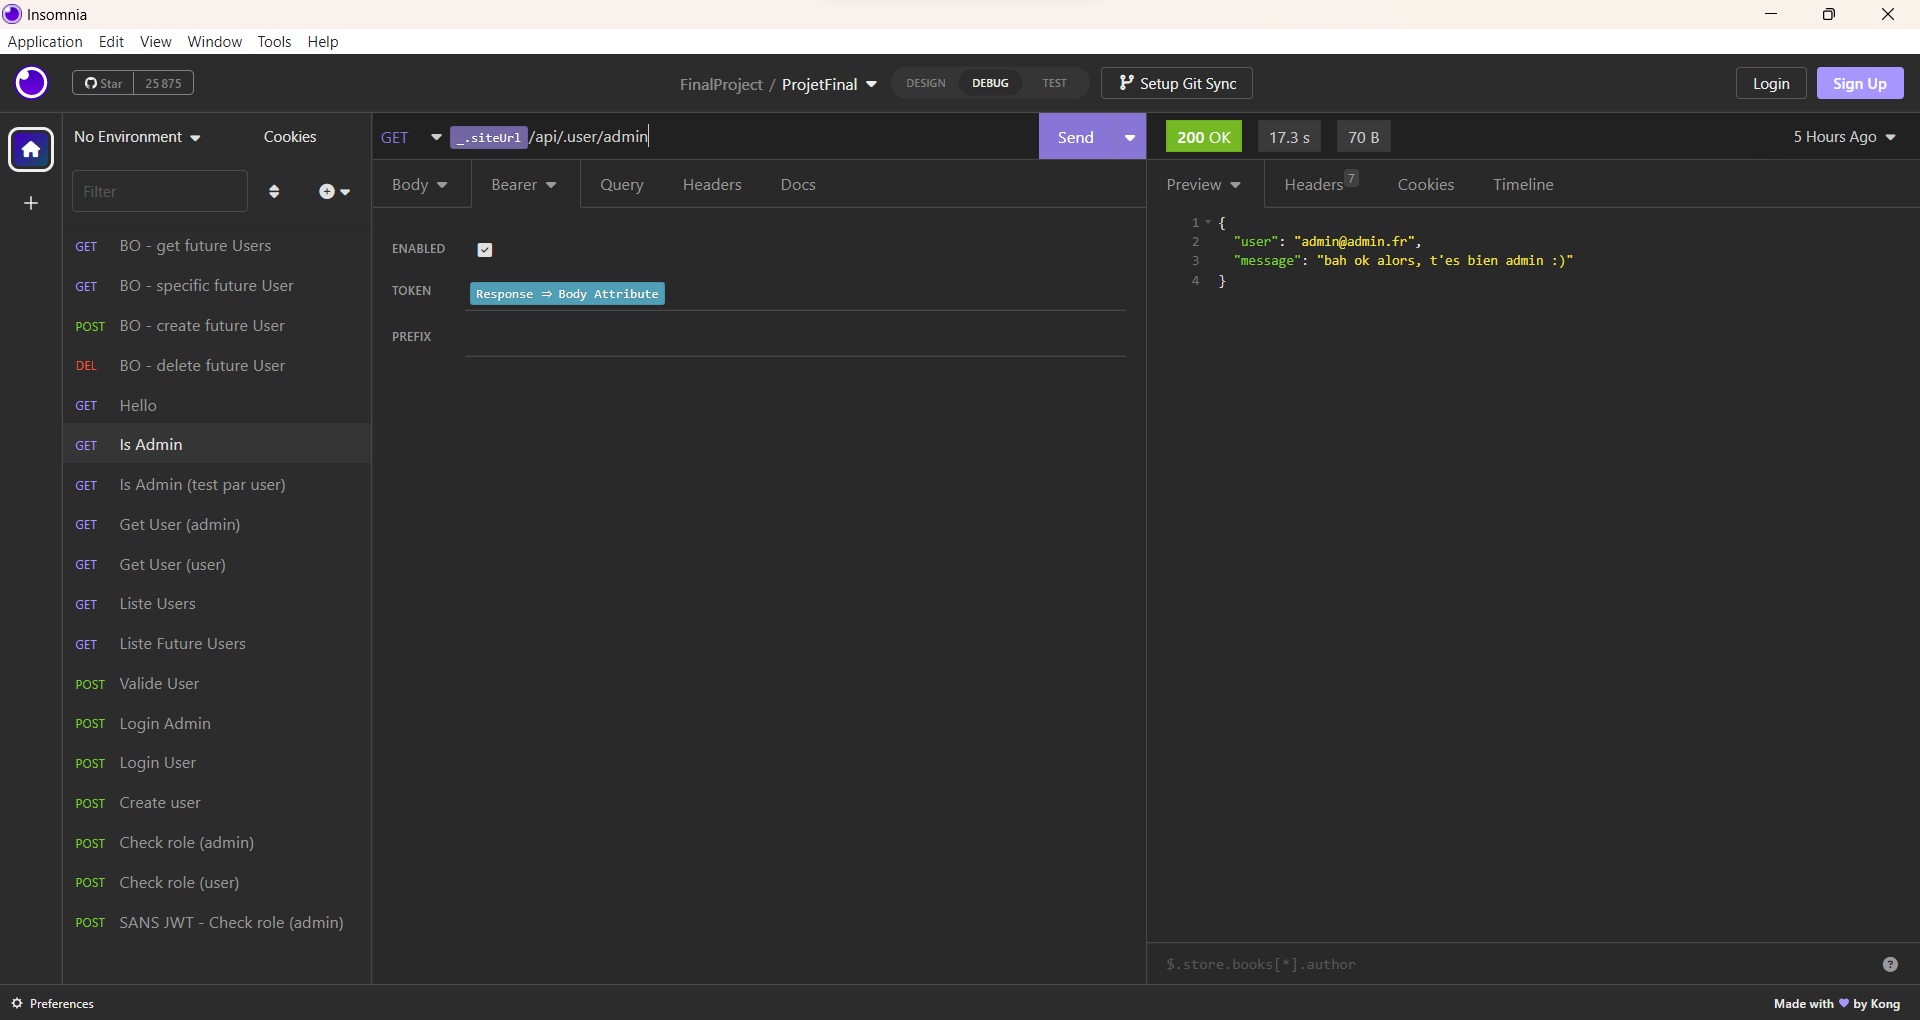 Insomnia
Application Edit View Window Tools Help
Star 25 875
FinalProject / ProjetFinal
DESIGN DEBUG TEST
Setup Git Sync
Login
Sign Up
No Environment
Cookies
Filter
GET BO - get future Users
GET BO - specific future User
POST BO - create future User
DEL BO - delete future User
GET Hello
GET Is Admin
GET Is Admin (test par user)
GET Get User (admin)
GET Get User (user)
GET Liste Users
GET Liste Future Users
POST Valide User
POST Login Admin
POST Login User
POST Create user
POST Check role (admin)
POST Check role (user)
POST SANS JWT - Check role (admin)
GET _.siteUrl /api/.user/admin
Send
Body Bearer Query Headers Docs
ENABLED
TOKEN Response ⇒ Body Attribute
PREFIX
200 OK 17.3 s 70 B
5 Hours Ago
Preview Headers 7 Cookies Timeline
1 {
2 "user": "admin@admin.fr",
3 "message": "bah ok alors, t'es bien admin :)"
4 }
$.store.books[*].author
?
Preferences
Made with ♥ by Kong